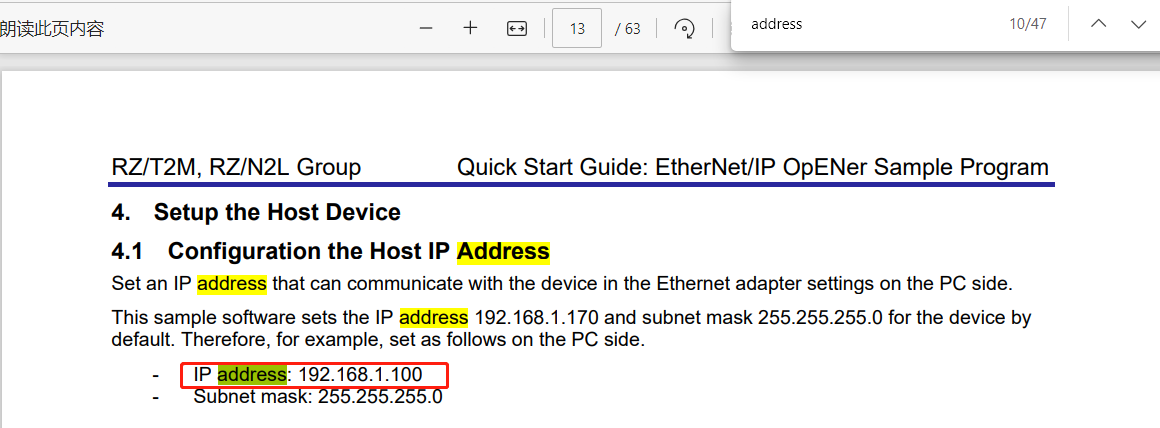 朗读此页内容 13 / 63 address 10/47
RZ/T2M, RZ/N2L Group Quick Start Guide: EtherNet/IP OpENer Sample Program
4. Setup the Host Device
4.1 Configuration the Host IP Address
Set an IP address that can communicate with the device in the Ethernet adapter settings on the PC side.
This sample software sets the IP address 192.168.1.170 and subnet mask 255.255.255.0 for the device by
default. Therefore, for example, set as follows on the PC side.
- IP address: 192.168.1.100
- Subnet mask: 255.255.255.0